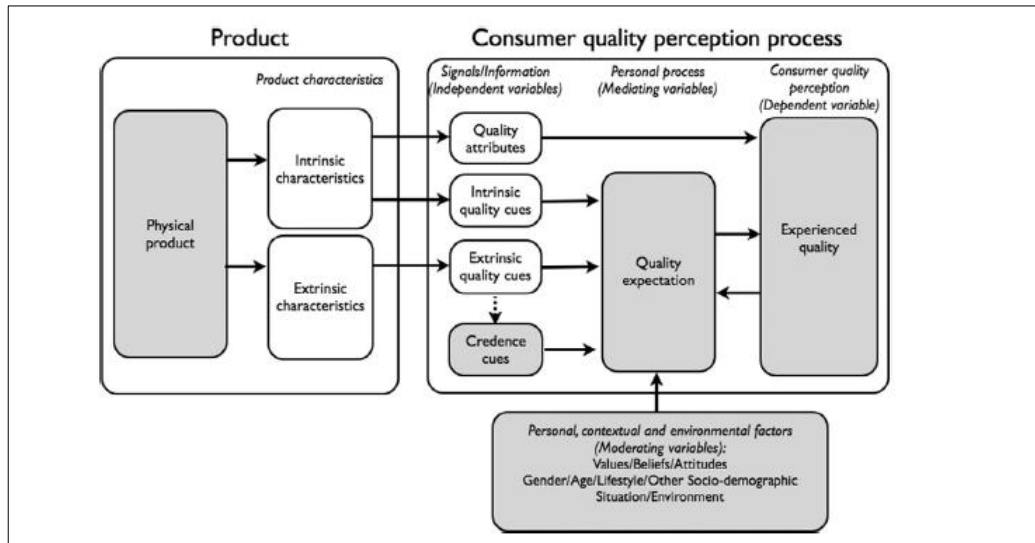 Product
Consumer quality perception process
Product characteristics
Signals/Information
(Independent variables)
Personal process
(Mediating variables)
Consumer quality
perception
(Dependent variable)
Physical
product
Intrinsic
characteristics
Extrinsic
characteristics
Quality
attributes
Intrinsic
quality cues
Extrinsic
quality cues
Credence
cues
Quality
expectation
Experienced
quality
Personal, contextual and environmental factors
(Moderating variables):
Values/Beliefs/Attitudes
Gender/Age/Lifestyle/Other Socio-demographic
Situation/Environment